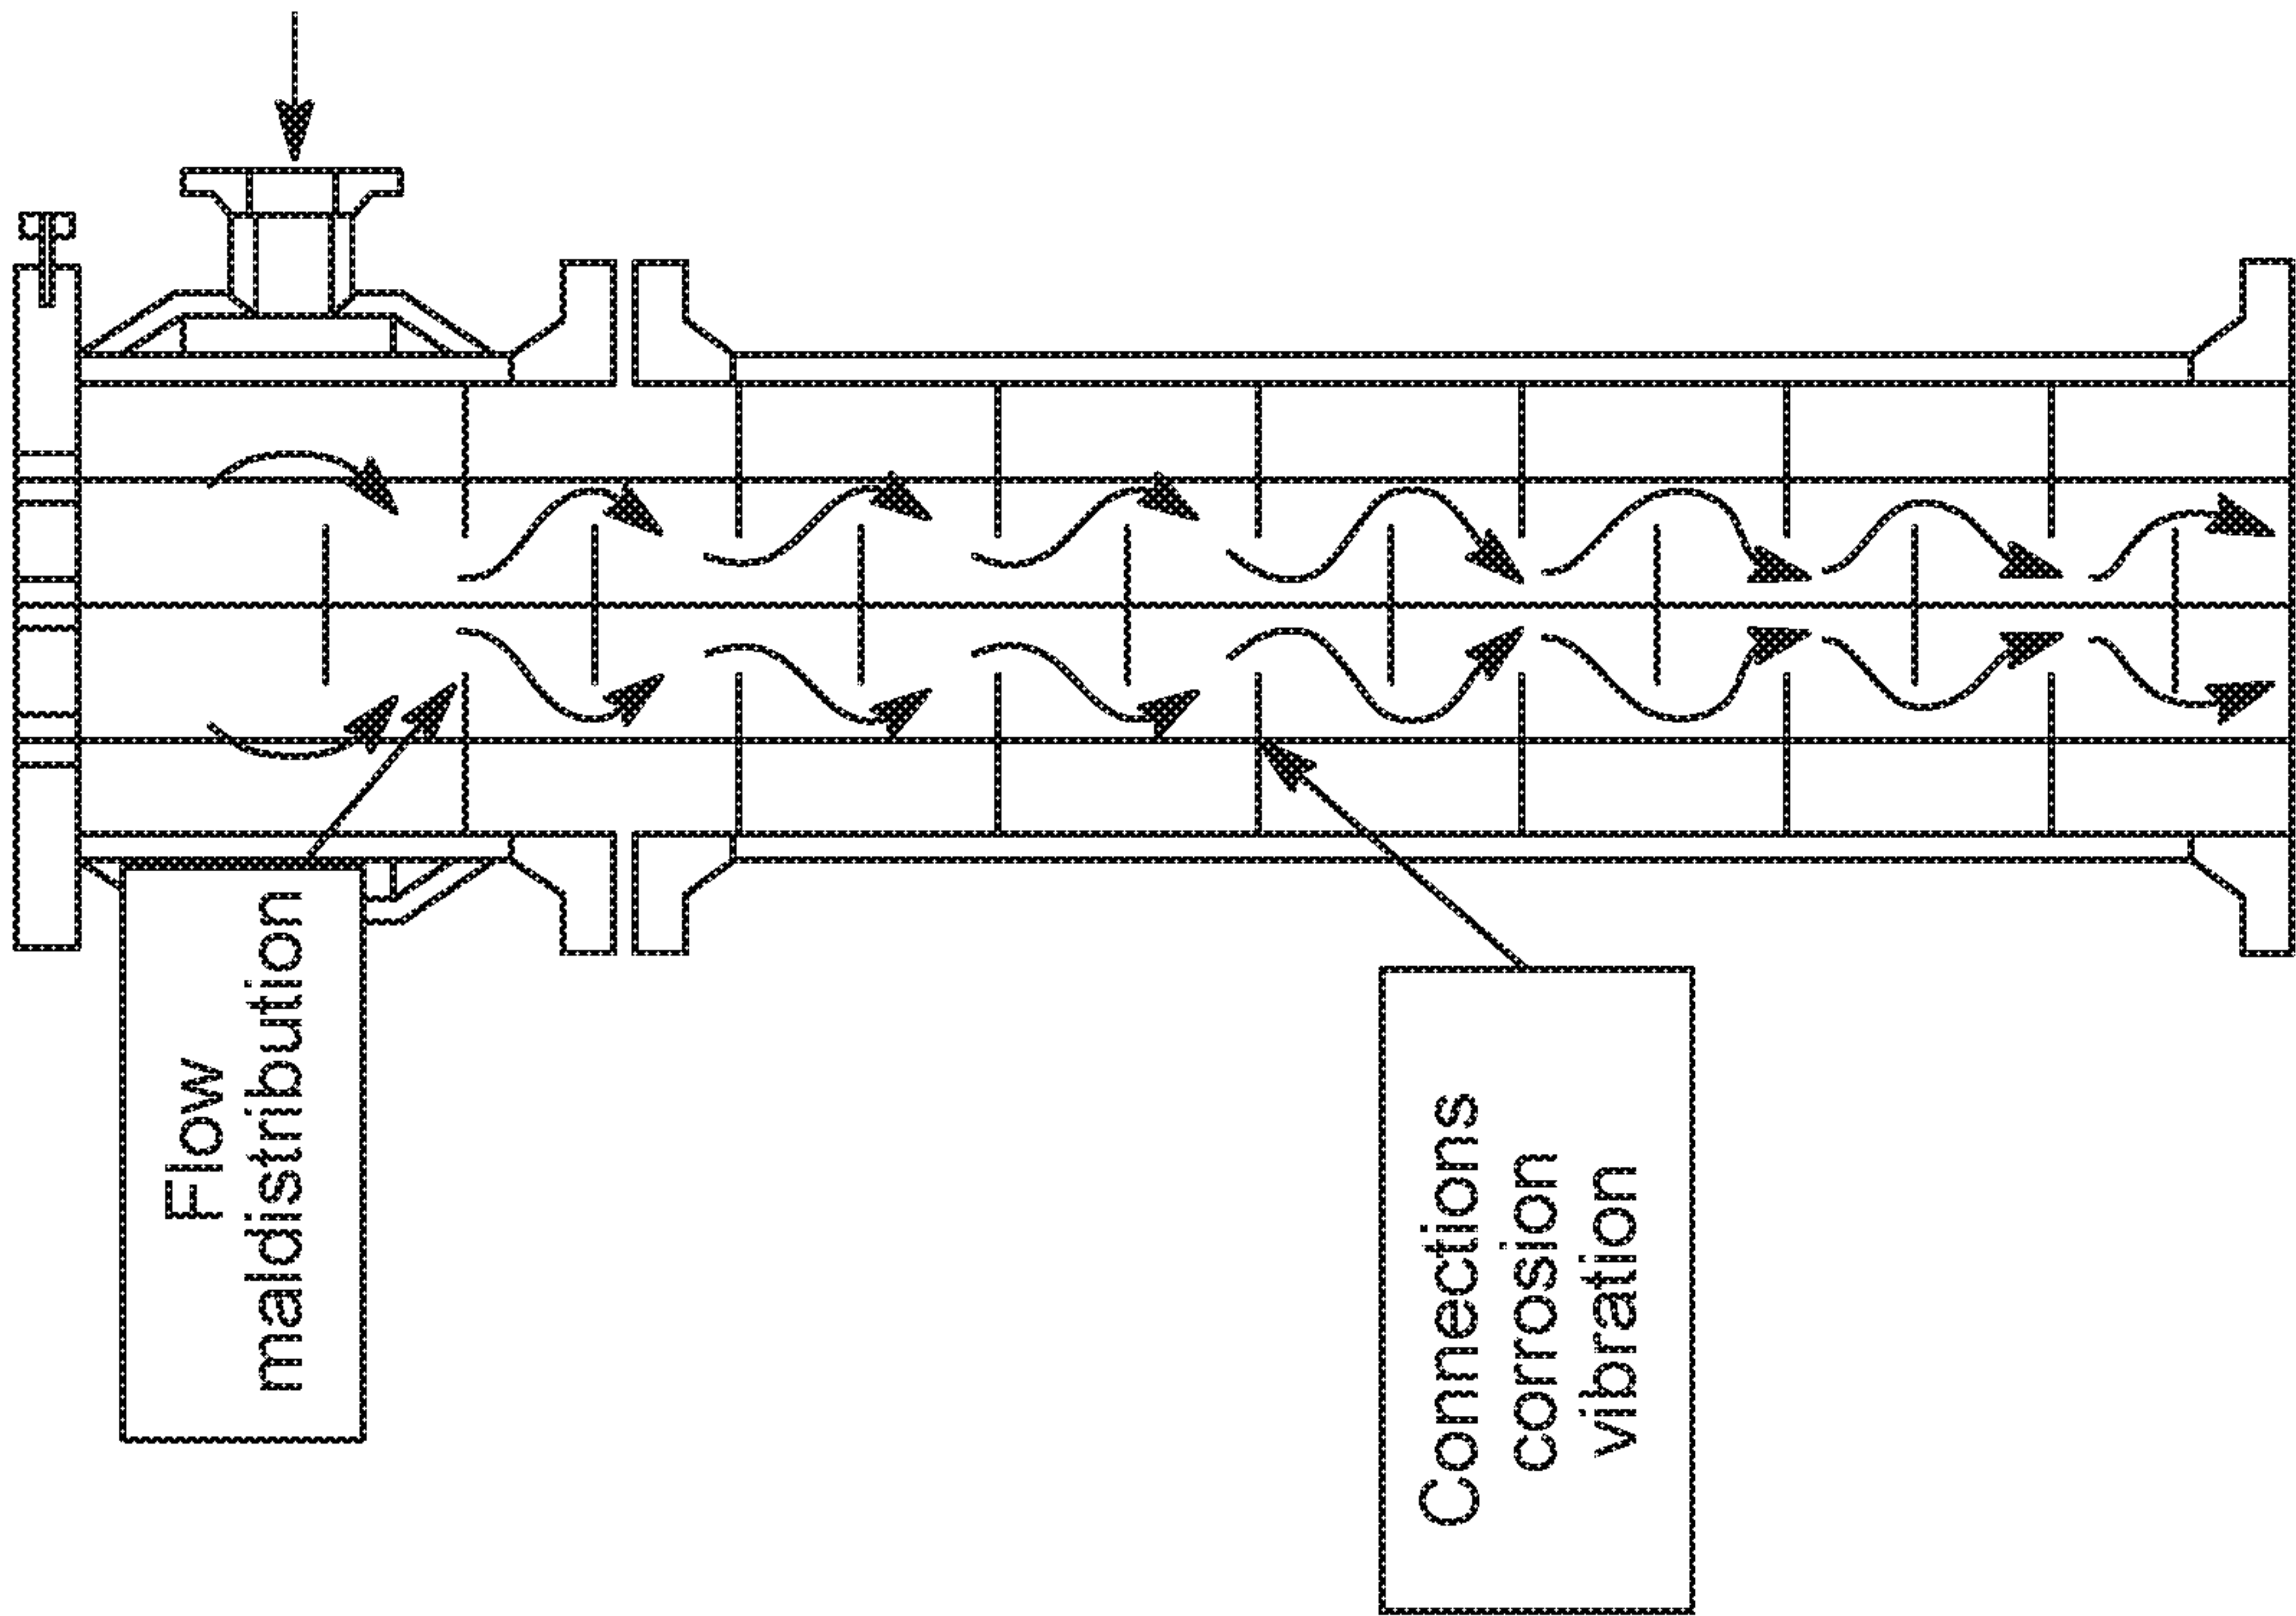 Flow
maldistribution
Connections
corrosion
vibration